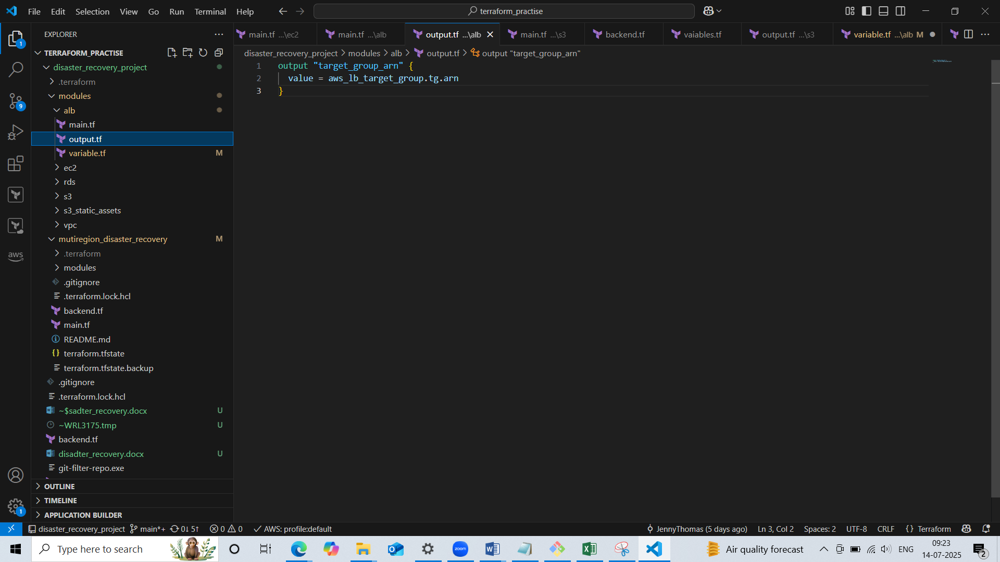 File Edit Selection View Go Run Terminal Help
terraform_practise
EXPLORER
TERRAFORM_PRACTISE
disaster_recovery_project
.terraform
modules
alb
main.tf
output.tf
variable.tf M
ec2
rds
s3
s3_static_assets
vpc
mutiregion_disaster_recovery M
.terraform
modules
.gitignore
.terraform.lock.hcl
backend.tf
main.tf
README.md
terraform.tfstate
terraform.tfstate.backup
.gitignore
.terraform.lock.hcl
~$sadter_recovery.docx U
~WRL3175.tmp U
backend.tf
disadter_recovery.docx U
git-filter-repo.exe
OUTLINE
TIMELINE
APPLICATION BUILDER
1
9
aws
1
main.tf ...\ec2 main.tf ...\alb output.tf ...\alb main.tf ...\s3 backend.tf vaiables.tf output.tf ...\s3 variable.tf ...\alb M
disaster_recovery_project > modules > alb > output.tf > output "target_group_arn"
1 output "target_group_arn" {
2 value = aws_lb_target_group.tg.arn
3 }
disaster_recovery_project main*+ 0↓ 5↑ 0 0 AWS: profile:default JennyThomas (5 days ago) Ln 3, Col 2 Spaces: 2 UTF-8 CRLF {} Terraform
Type here to search
zoom
Air quality forecast
ENG
09:23
14-07-2025
2